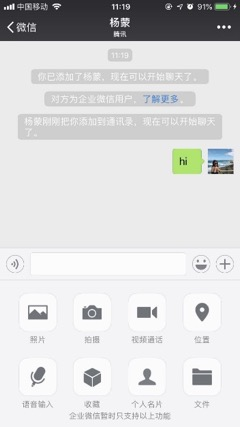 中国移动 11:19 91%
微信 杨蒙
腾讯
11:19
你已添加了杨蒙，现在可以开始聊天了。
对方为企业微信用户，了解更多。
杨蒙刚刚把你添加到通讯录，现在可以开始聊天
了。
hi
照片 拍摄 视频通话 位置
语音输入 收藏 个人名片 文件
企业微信暂时只支持以上功能